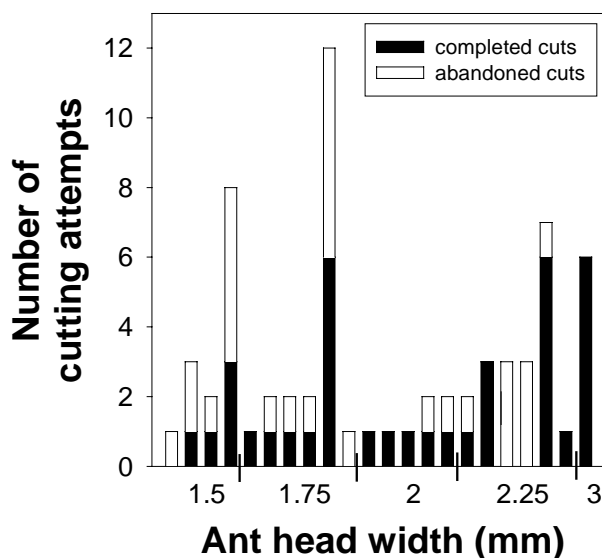 completed cuts
abandoned cuts
Number of
cutting attempts
12
10
8
6
4
2
0
1.5 1.75 2 2.25 3
Ant head width (mm)